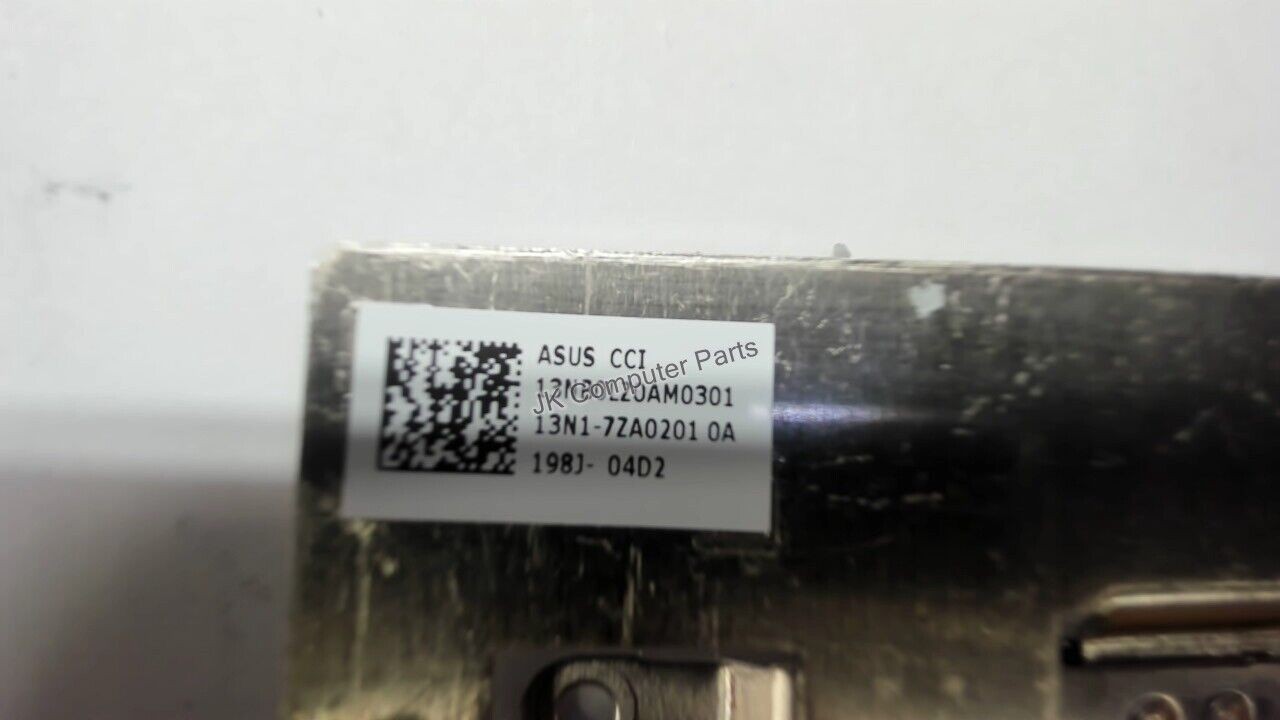 ASUS CCI
JK Computer Parts
13N1-7ZA0201 0A
198J- 04D2